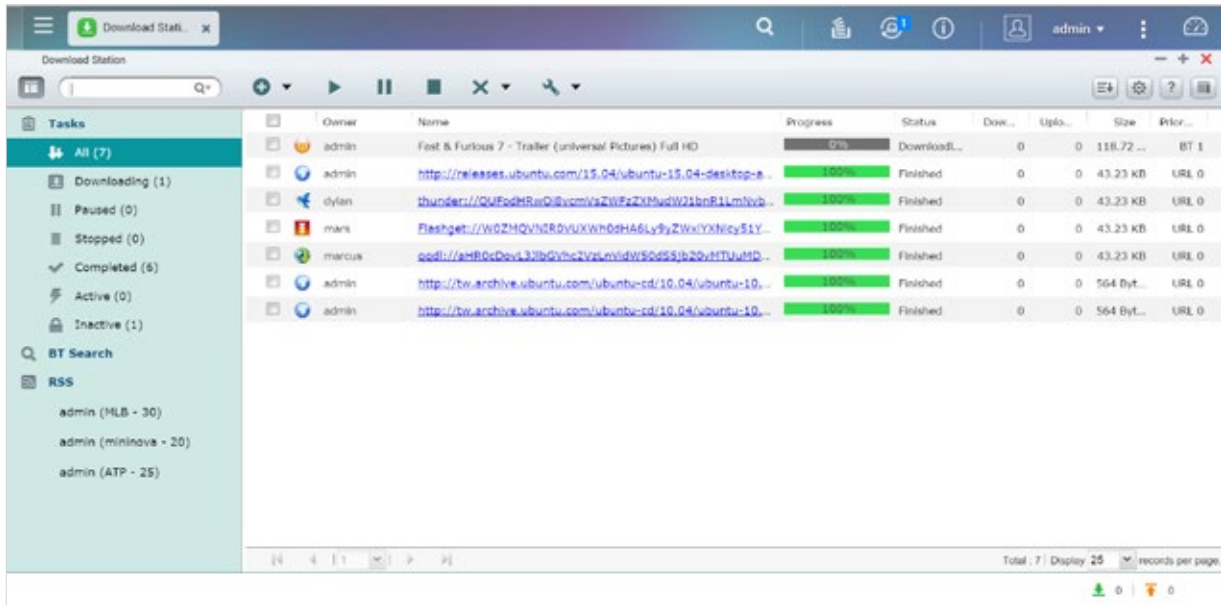 Download Stati..
1
admin
Download Station
Tasks
All (7)
Downloading (1)
Paused (0)
Stopped (0)
Completed (6)
Active (0)
Inactive (1)
BT Search
RSS
admin (MLB - 30)
admin (mininova - 20)
admin (ATP - 25)
Owner Name Progress Status Dow... Uplo... Size Prior...
admin Fast & Furious 7 - Trailer (universal Pictures) Full HD 0% Downloadi... 0 0 118.72 ... BT 1
admin http://releases.ubuntu.com/15.04/ubuntu-15.04-desktop-a... 100% Finished 0 0 43.23 KB URL 0
dylan 100% Finished 0 0 43.23 KB URL 0
mars 100% Finished 0 0 43.23 KB URL 0
marcus 100% Finished 0 0 43.23 KB URL 0
admin http://tw.archive.ubuntu.com/ubuntu-cd/10.04/ubuntu-10.... 100% Finished 0 0 564 Byt... URL 0
admin http://tw.archive.ubuntu.com/ubuntu-cd/10.04/ubuntu-10.... 100% Finished 0 0 564 Byt... URL 0
1
Total : 7 Display 25 records per page.
0 0